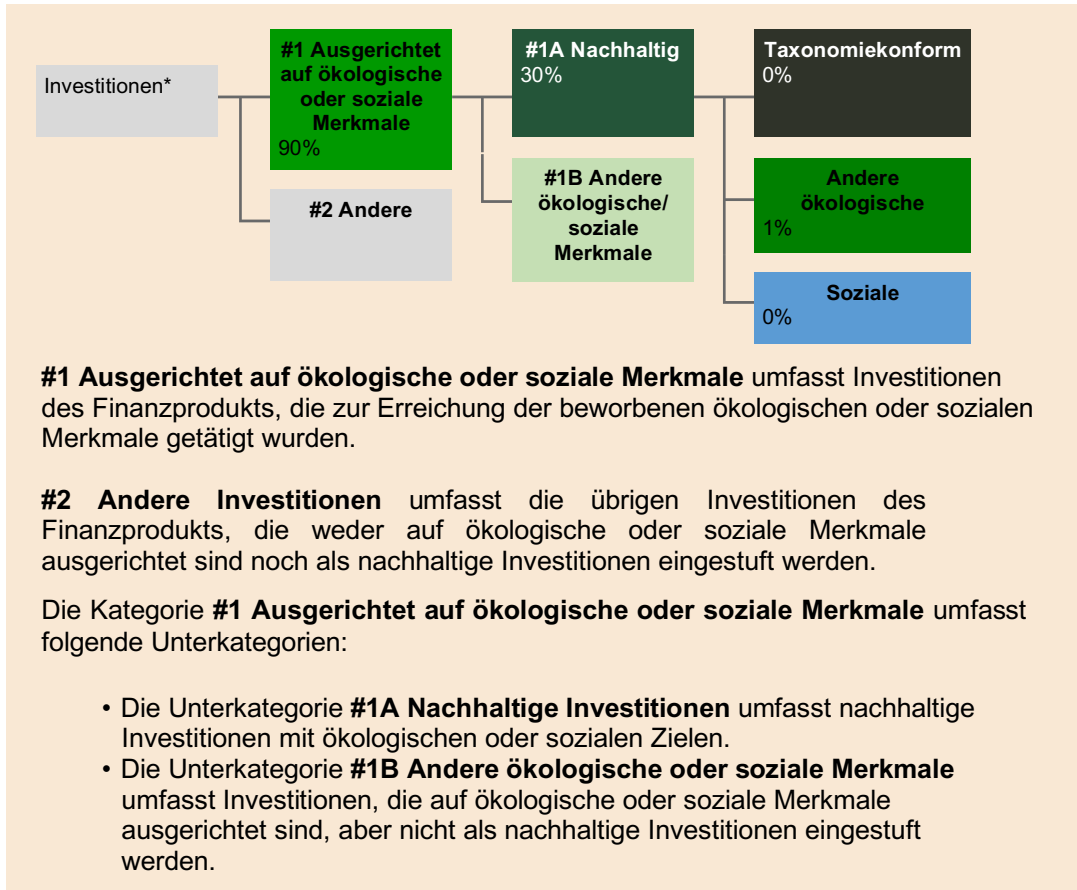 Investitionen*
#1 Ausgerichtet
auf ökologische
oder soziale
Merkmale
90%
#2 Andere
#1A Nachhaltig
30%
#1B Andere
ökologische/
soziale
Merkmale
Taxonomiekonform
0%
Andere
ökologische
1%
Soziale
0%
#1 Ausgerichtet auf ökologische oder soziale Merkmale umfasst Investitionen
des Finanzprodukts, die zur Erreichung der beworbenen ökologischen oder sozialen
Merkmale getätigt wurden.
#2 Andere Investitionen umfasst die übrigen Investitionen des
Finanzprodukts, die weder auf ökologische oder soziale Merkmale
ausgerichtet sind noch als nachhaltige Investitionen eingestuft werden.
Die Kategorie #1 Ausgerichtet auf ökologische oder soziale Merkmale umfasst
folgende Unterkategorien:
• Die Unterkategorie #1A Nachhaltige Investitionen umfasst nachhaltige
Investitionen mit ökologischen oder sozialen Zielen.
• Die Unterkategorie #1B Andere ökologische oder soziale Merkmale
umfasst Investitionen, die auf ökologische oder soziale Merkmale
ausgerichtet sind, aber nicht als nachhaltige Investitionen eingestuft
werden.